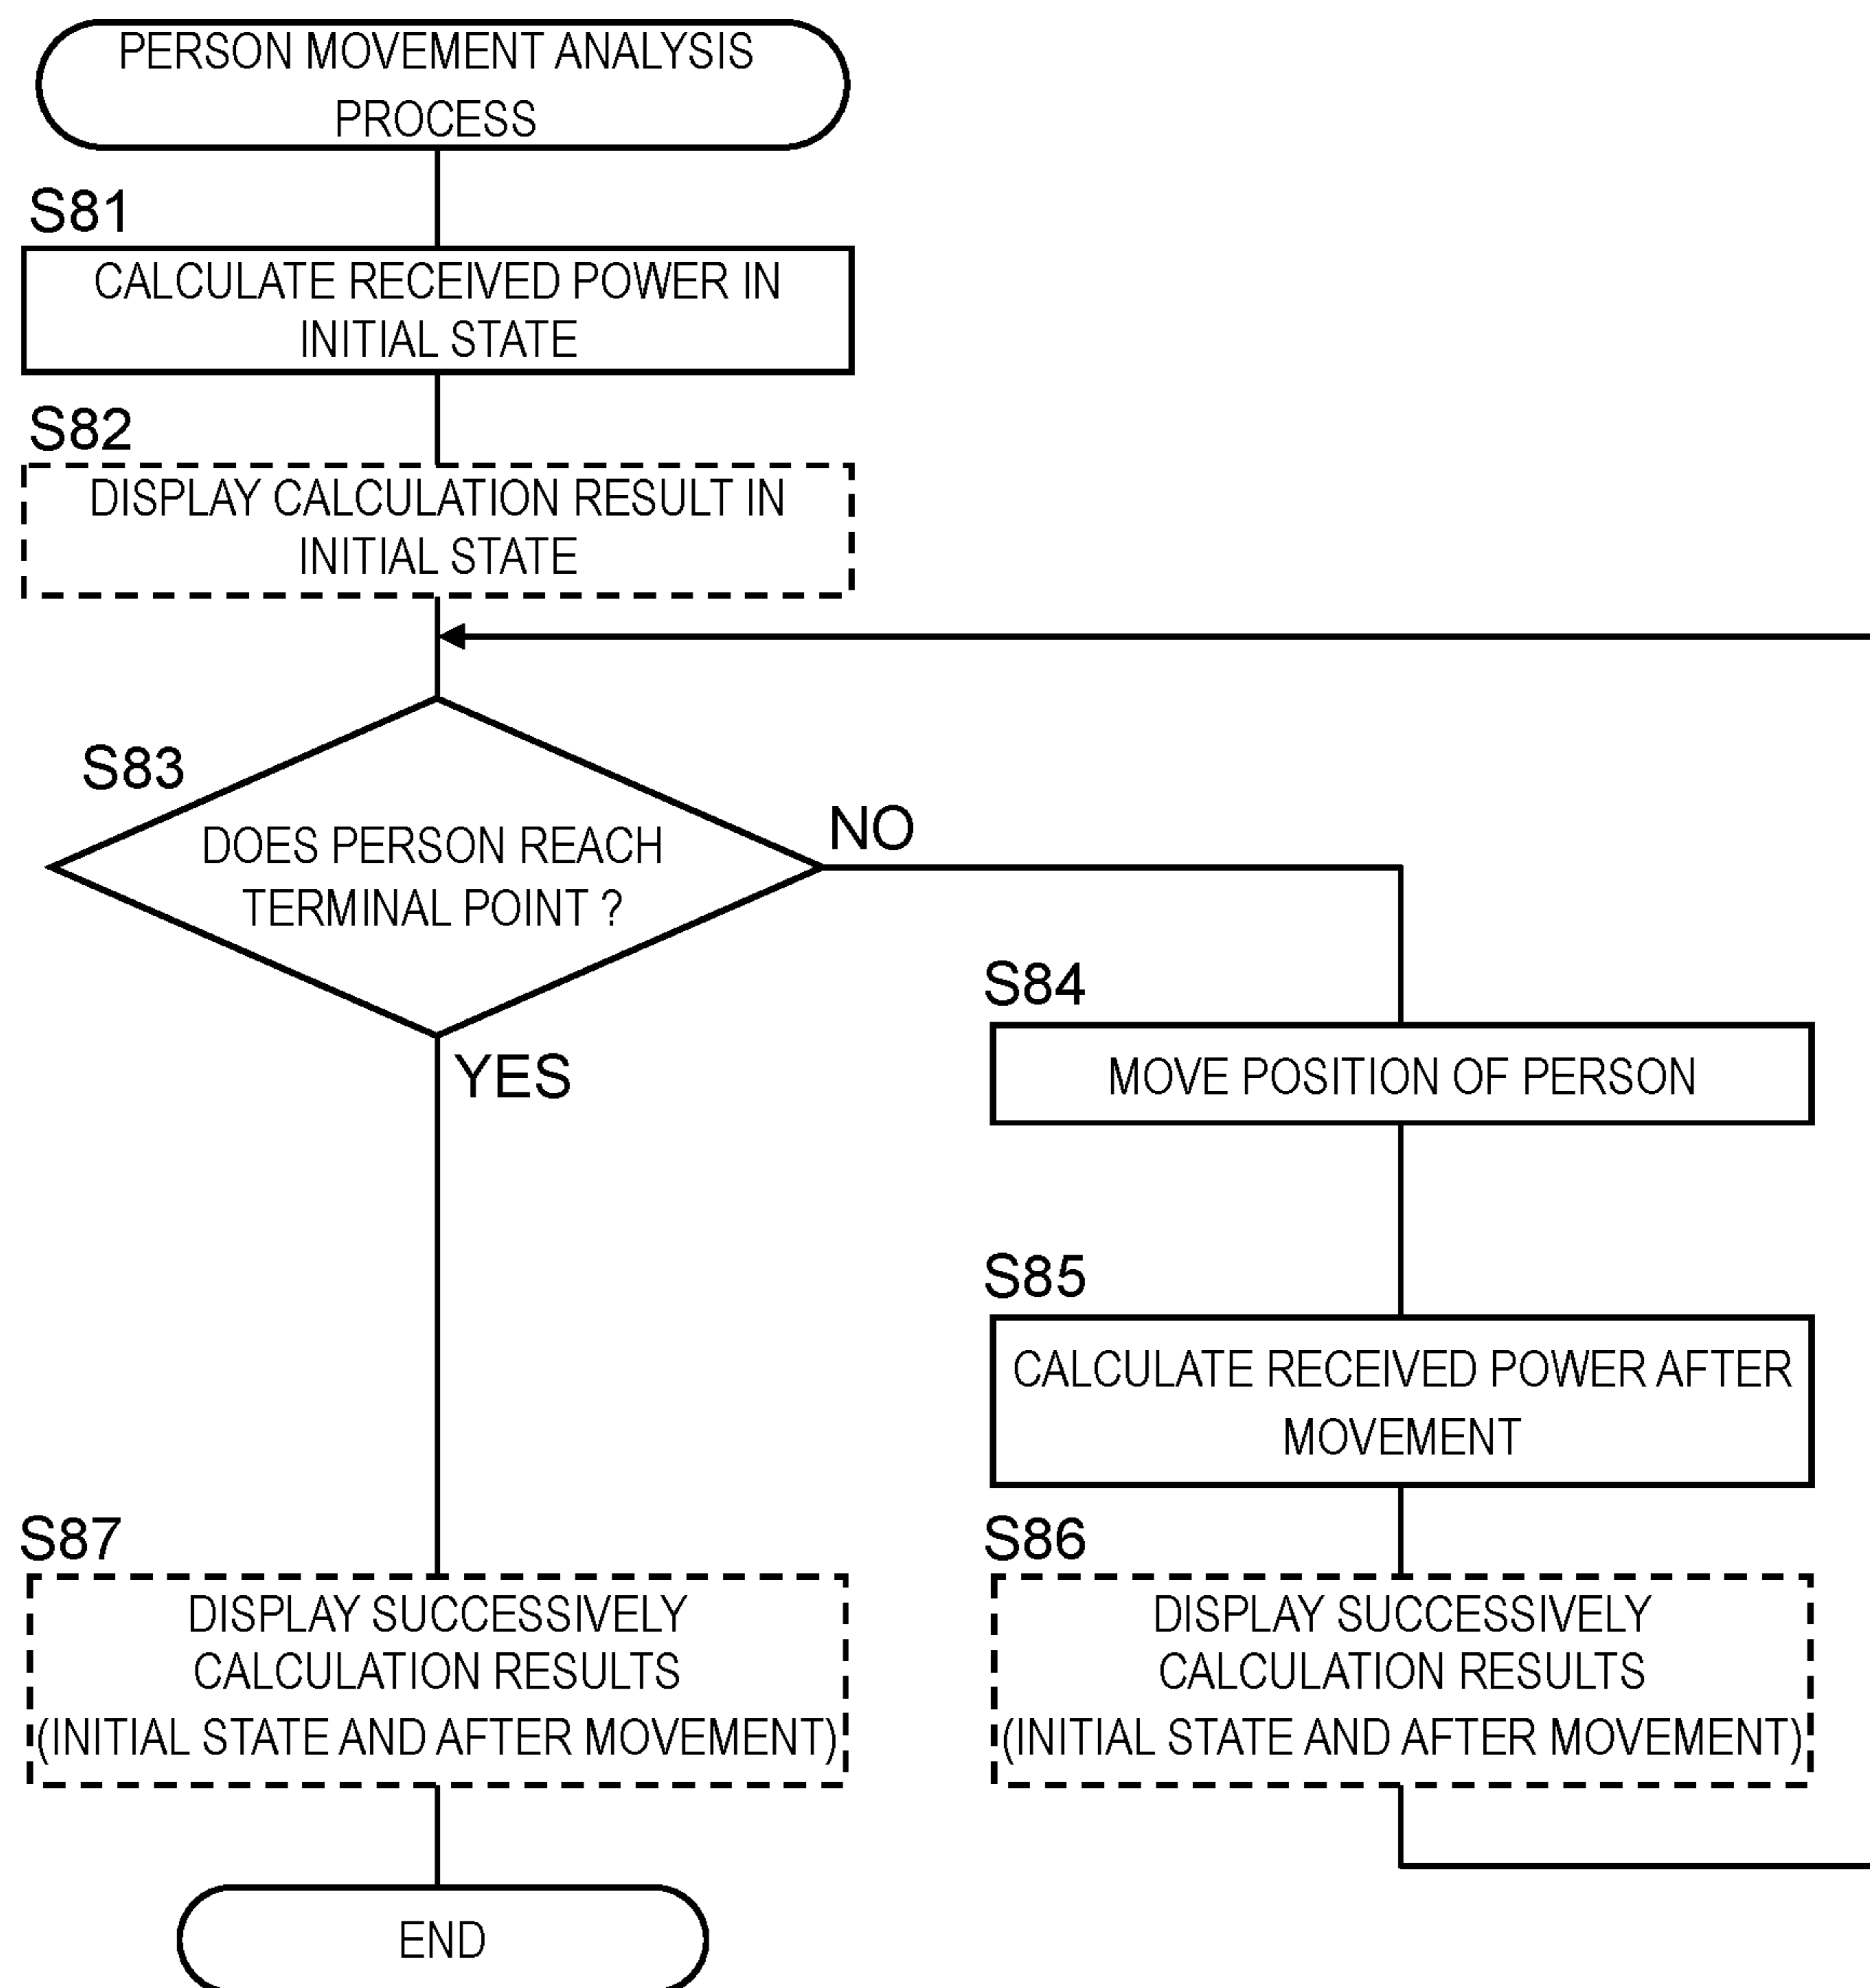 PERSON MOVEMENT ANALYSIS
PROCESS
S81
CALCULATE RECEIVED POWER IN
INITIAL STATE
S82
DISPLAY CALCULATION RESULT IN
INITIAL STATE
S83
DOES PERSON REACH
TERMINAL POINT ?
NO
YES
S84
MOVE POSITION OF PERSON
S85
CALCULATE RECEIVED POWER AFTER
MOVEMENT
S86
DISPLAY SUCCESSIVELY
CALCULATION RESULTS
(INITIAL STATE AND AFTER MOVEMENT)
S87
DISPLAY SUCCESSIVELY
CALCULATION RESULTS
(INITIAL STATE AND AFTER MOVEMENT)
END